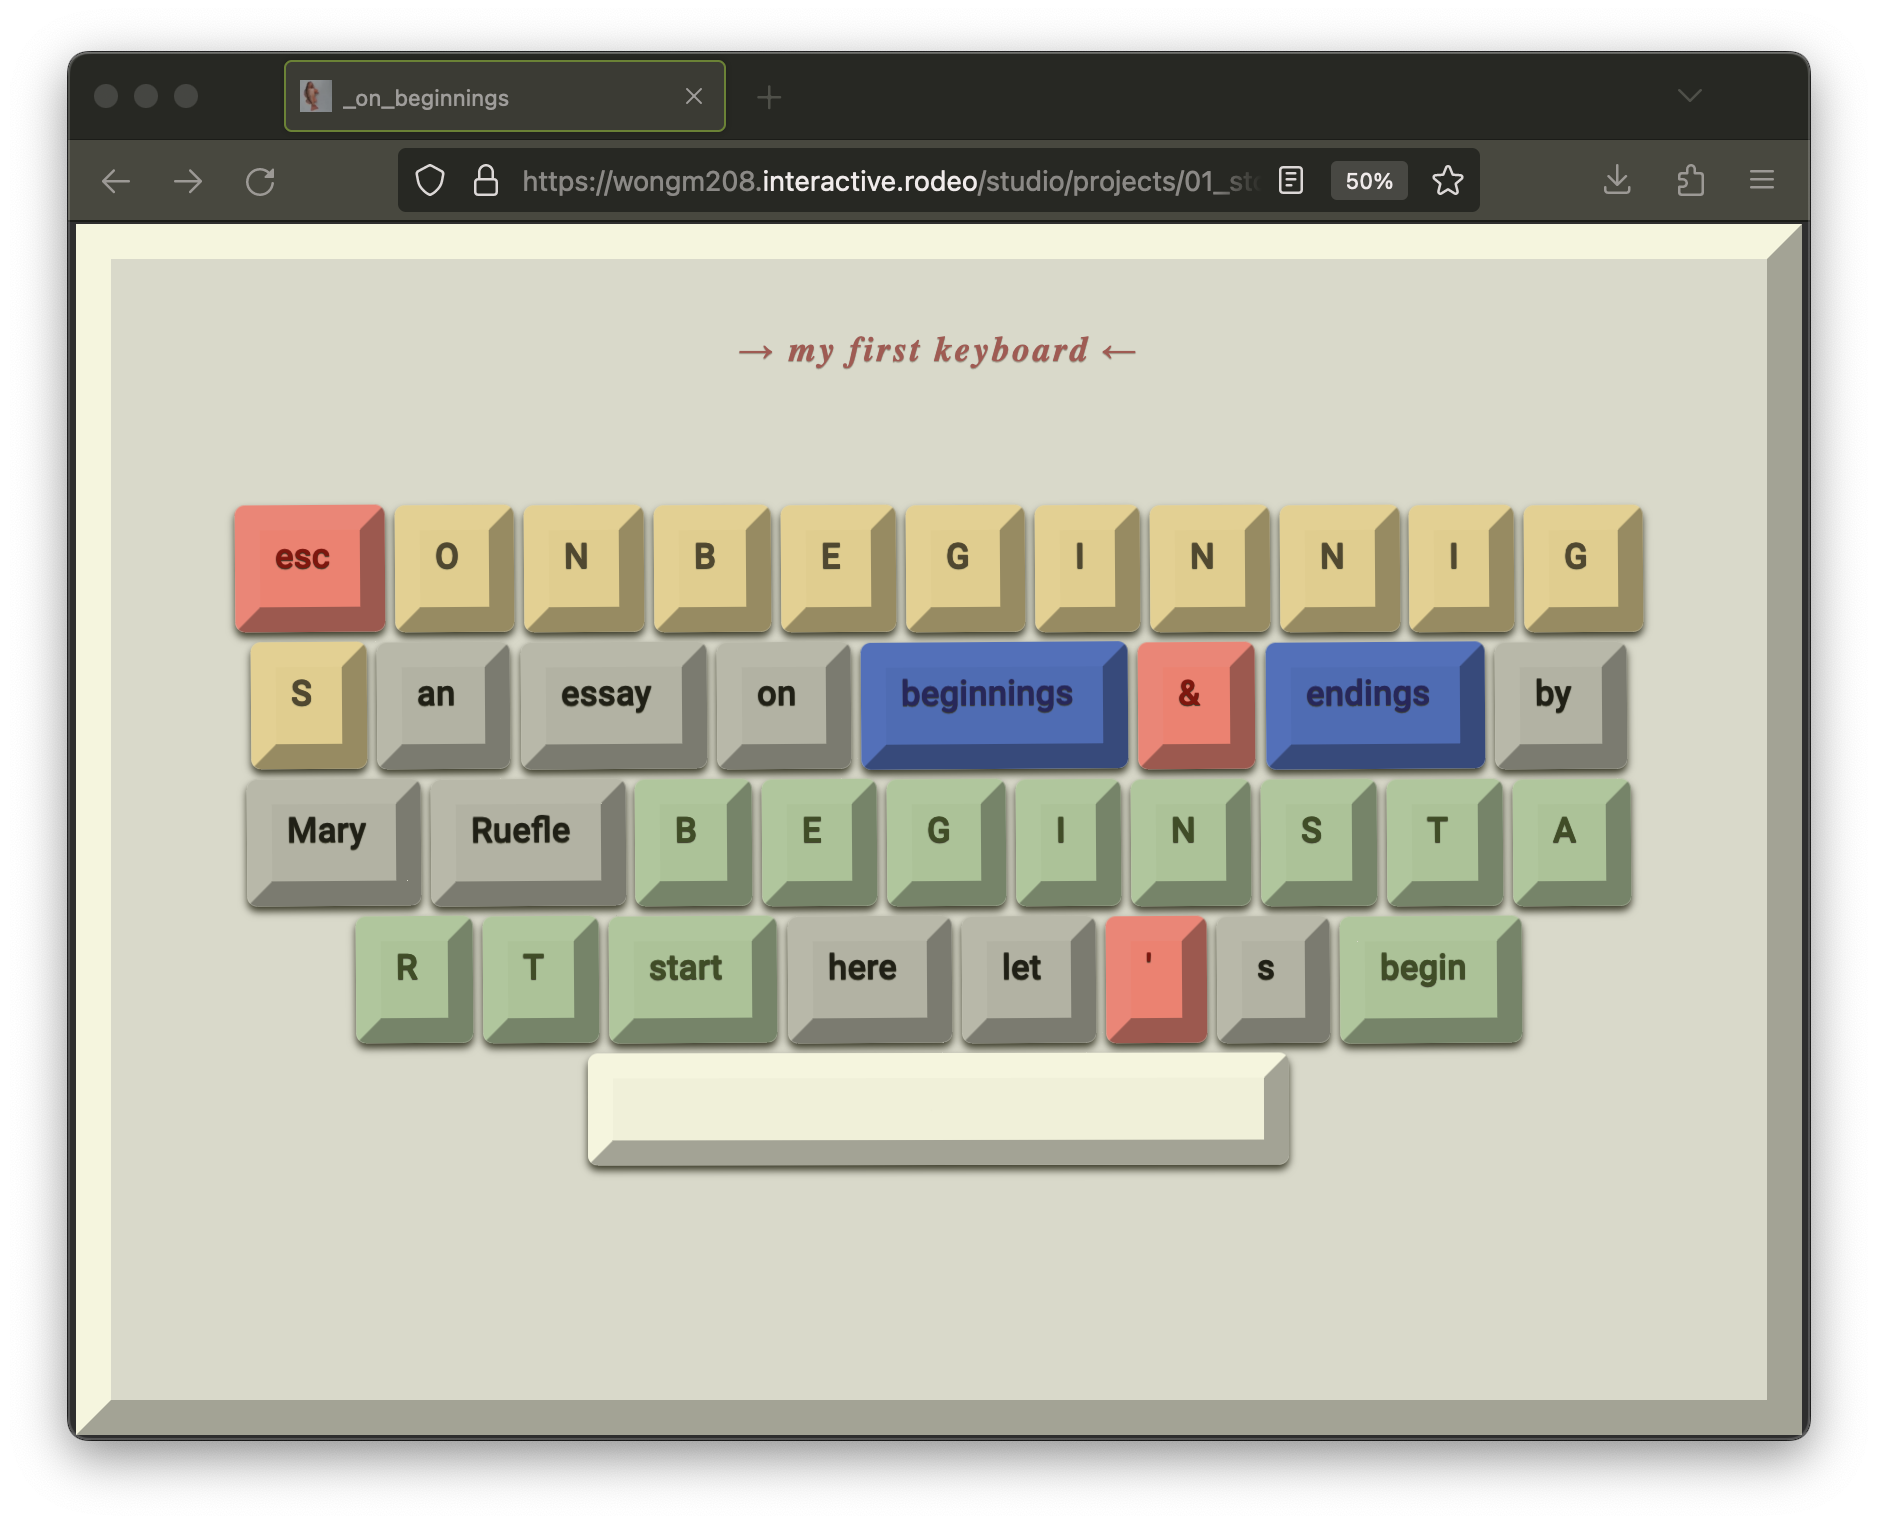 _on_beginnings
https://wongm208.interactive.rodeo/studio/projects/01_sto
50%
→ my first keyboard ←
esc O N B E G I N N I G
S an essay on beginnings & endings by
Mary Ruefle B E G I N S T A
R T start here let ' s begin